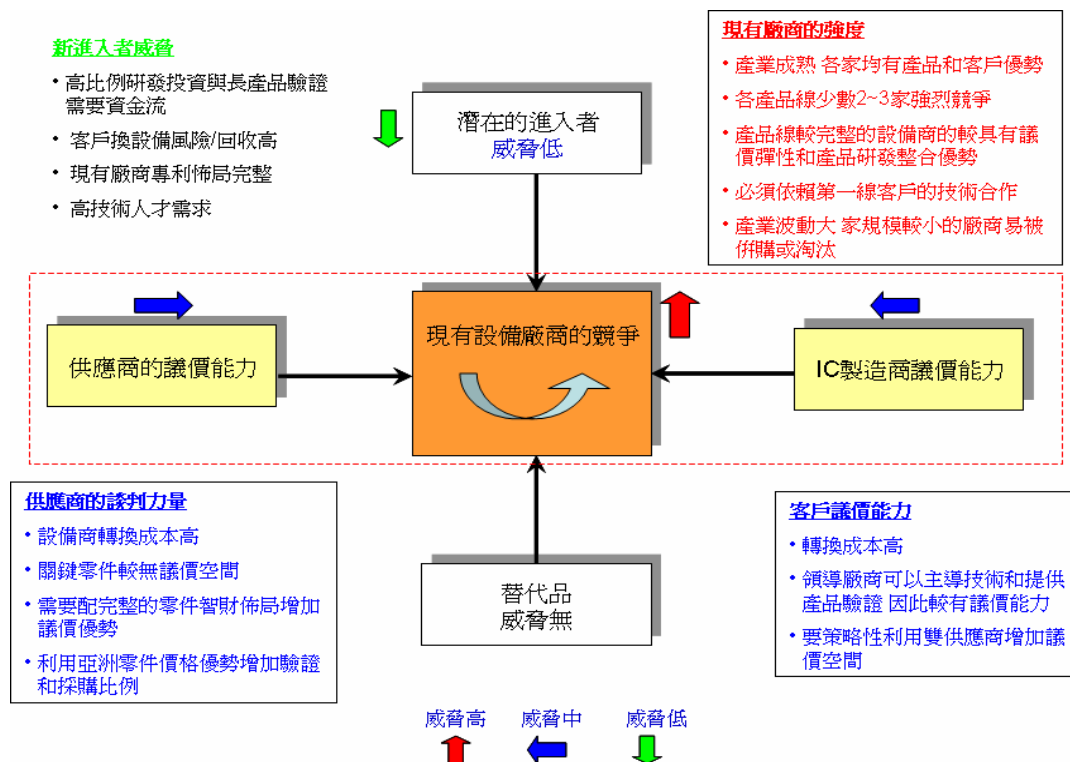 新進入者威脅
• 高比例研發投資與長產品驗證
需要資金流
• 客戶換設備風險/回收高
• 現有廠商專利佈局完整
• 高技術人才需求
潛在的進入者
威脅低
現有廠商的強度
• 產業成熟 各家均有產品和客戶優勢
• 各產品線少數2~3家強烈競爭
• 產品線較完整的設備商的較具有議
價彈性和產品研發整合優勢
• 必須依賴第一線客戶的技術合作
• 產業波動大 家規模較小的廠商易被
併購或淘汰
供應商的議價能力
現有設備廠商的競爭
IC製造商議價能力
供應商的談判力量
• 設備商轉換成本高
• 關鍵零件較無議價空間
• 需要配完整的零件智財佈局增加
議價優勢
• 利用亞洲零件價格優勢增加驗證
和採購比例
替代品
威脅無
客戶議價能力
• 轉換成本高
• 領導廠商可以主導技術和提供
產品驗證 因此較有議價能力
• 要策略性利用雙供應商增加議
價空間
威脅高
威脅中
威脅低